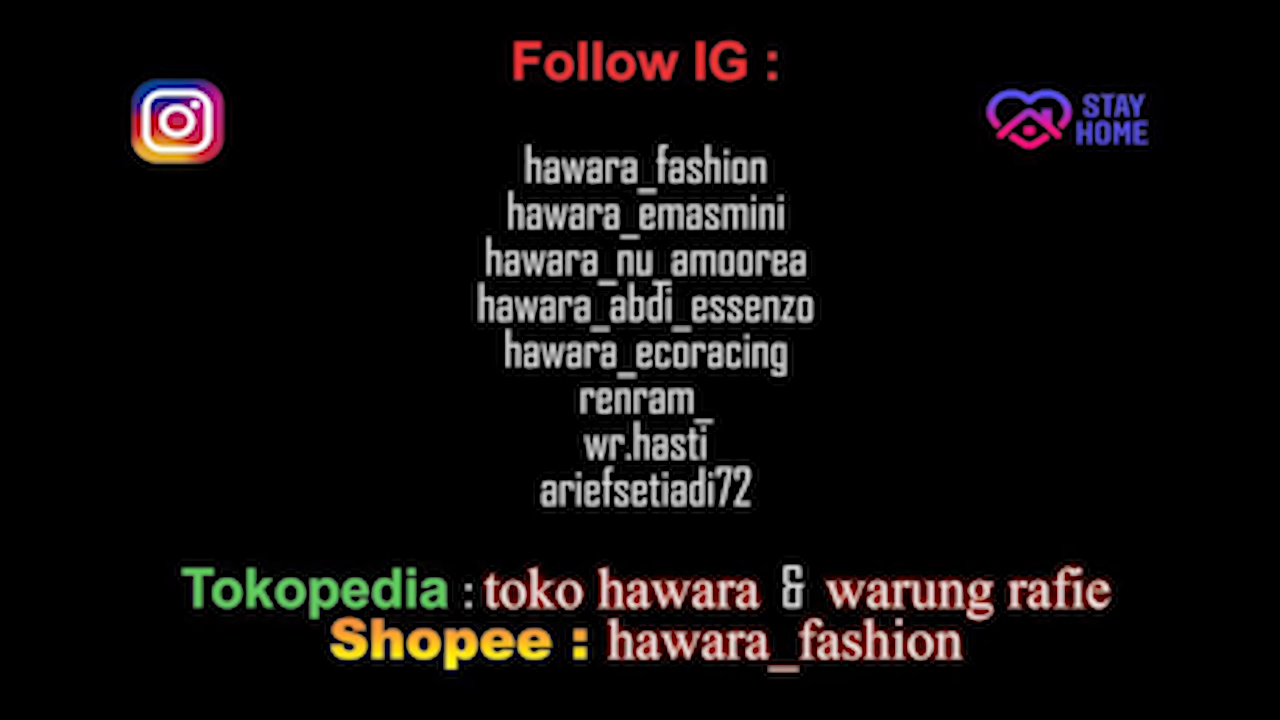 Follow IG :
STAY
HOME
hawara_fashion
hawara_emasmini
hawara_nu_amoorea
hawara_abdi_essenzo
hawara_ecoracing
renram_
wr.hasti
ariefsetiadi72
Tokopedia : toko hawara & warung rafie
Shopee : hawara_fashion